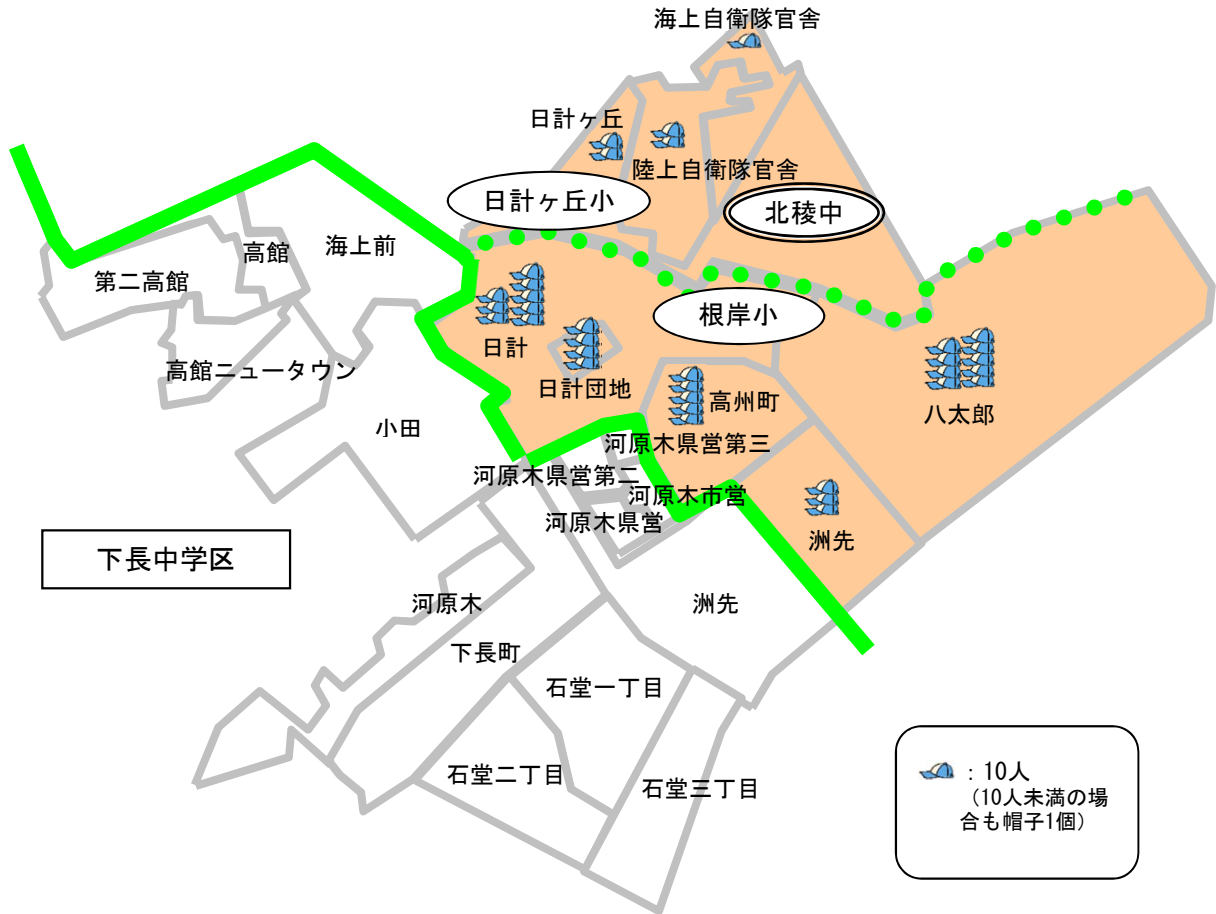 海上自衛隊官舎
日計ヶ丘
陸上自衛隊官舎
日計ヶ丘小
北稜中
高館
海上前
第二高館
根岸小
日計
高館ニュータウン
日計団地
高州町
八太郎
小田
河原木県営第三
河原木県営第二
河原木市営
河原木県営
洲先
下長中学区
河原木
洲先
下長町
石堂一丁目
石堂二丁目
石堂三丁目
：10人
（10人未満の場
合も帽子1個）